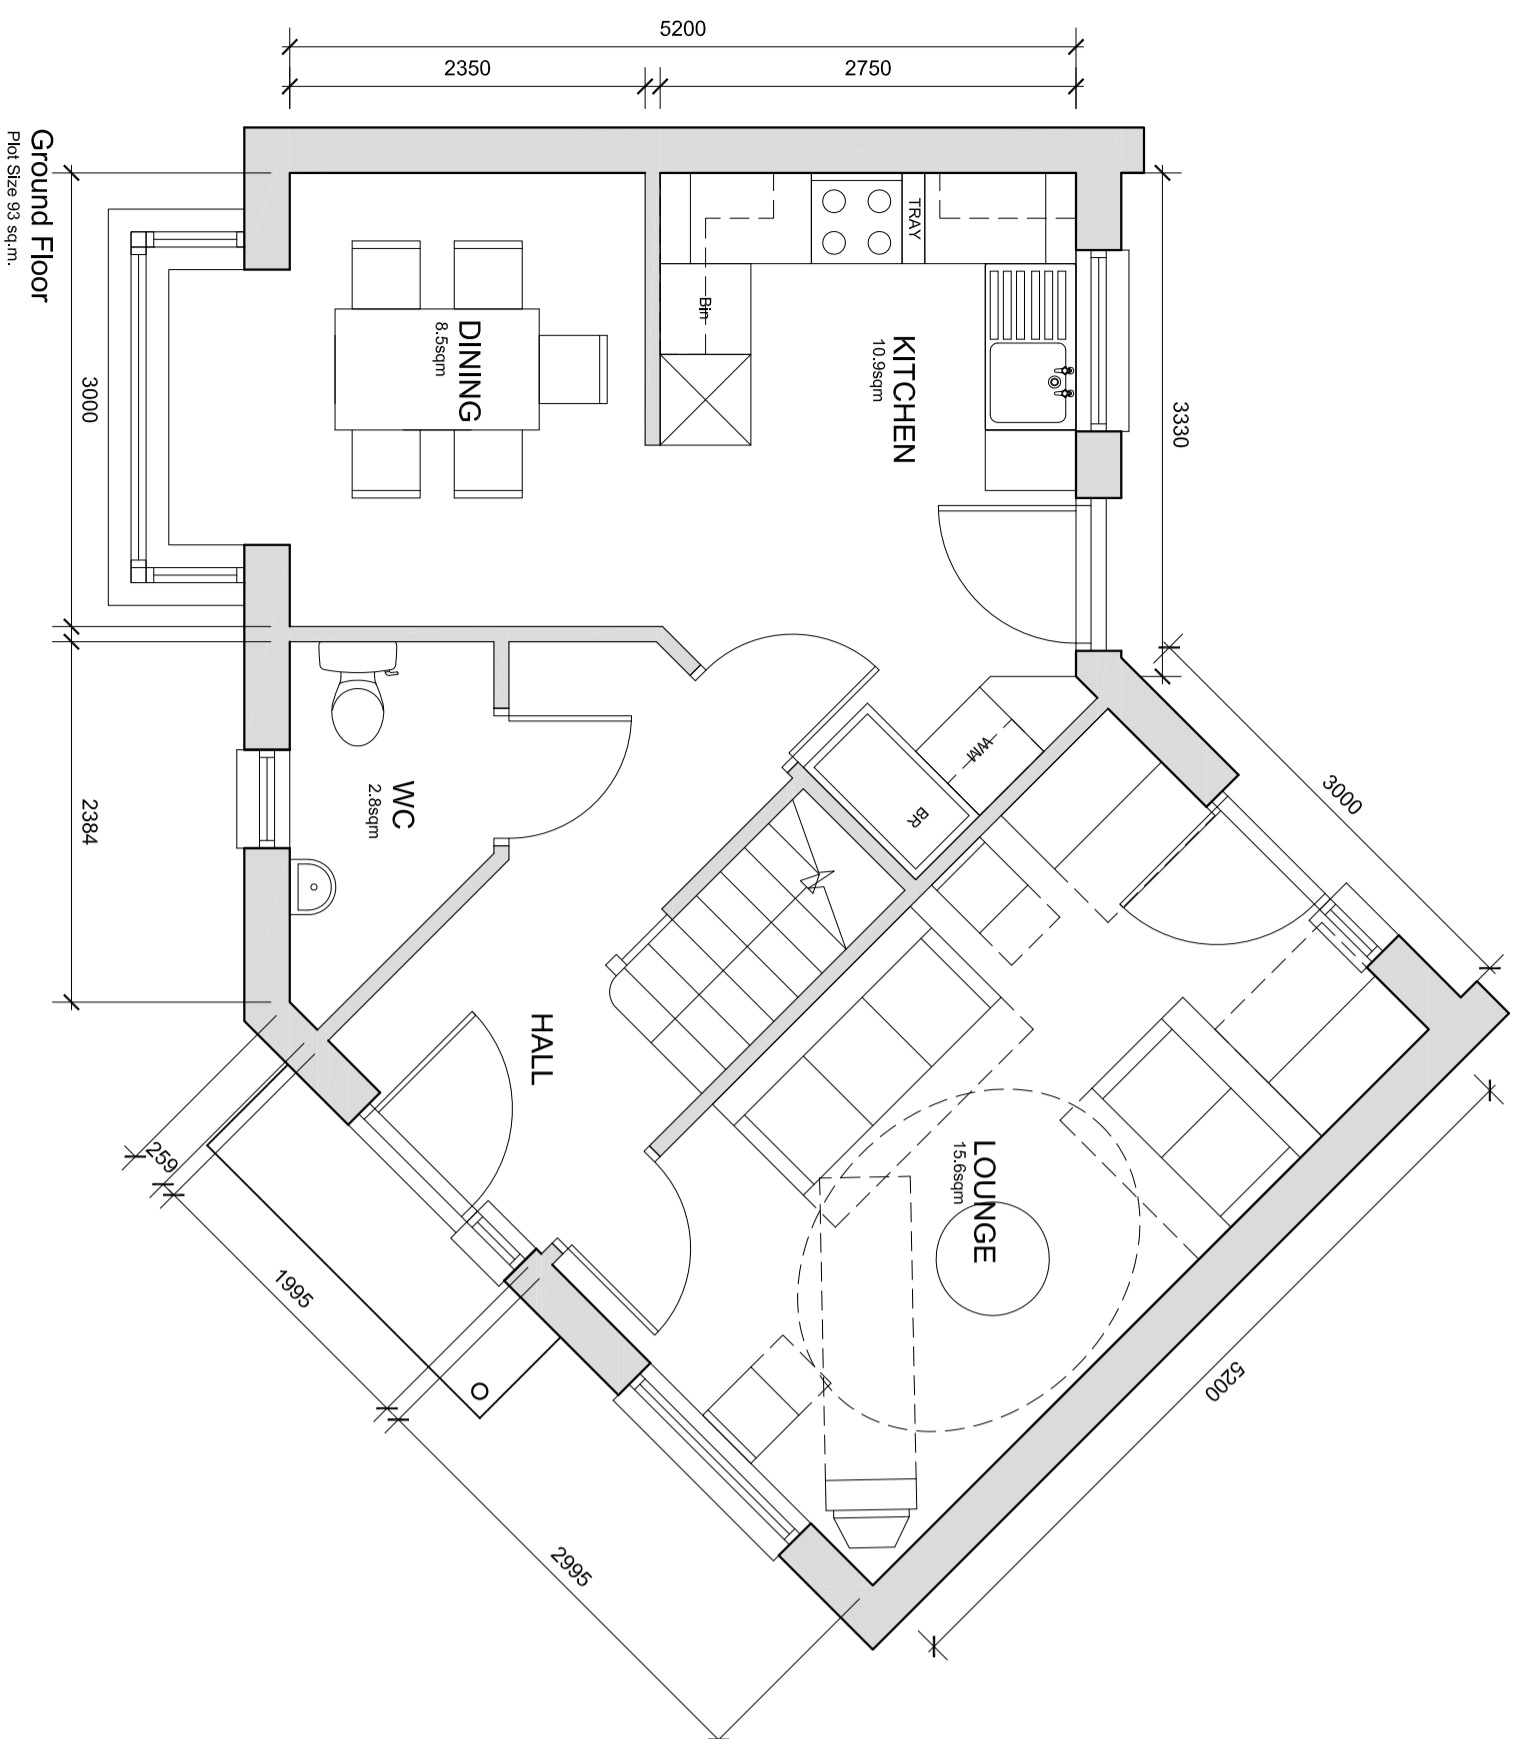 Ground Floor
Plot Size 93 sq.m.
5200
2350
2750
3000
2384
3330
3000
5200
259
1995
2995
TRAY
Bin
KITCHEN
10.9sqm
DINING
8.5sqm
WC
2.8sqm
WM
BR
HALL
LOUNGE
15.6sqm